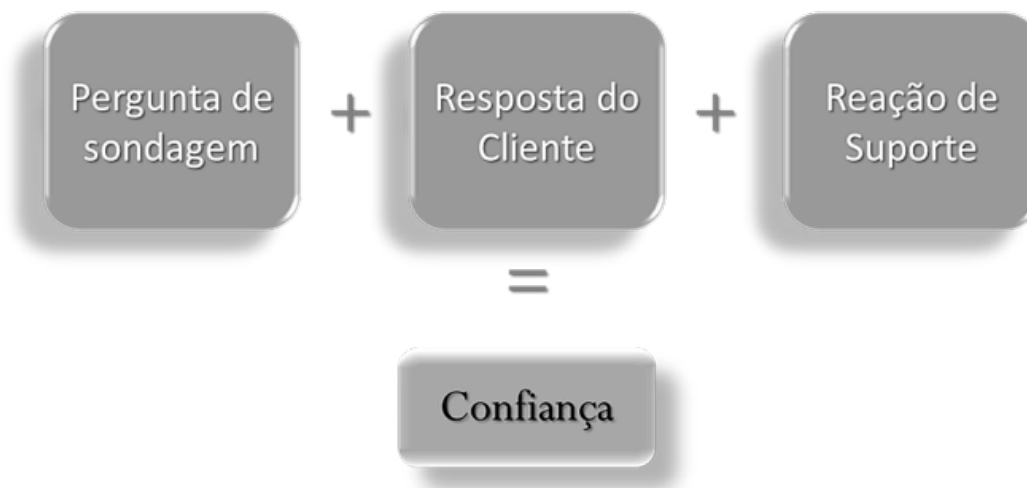 Pergunta de
sondagem
+
Resposta do
Cliente
+
Reação de
Suporte
=
Confiança